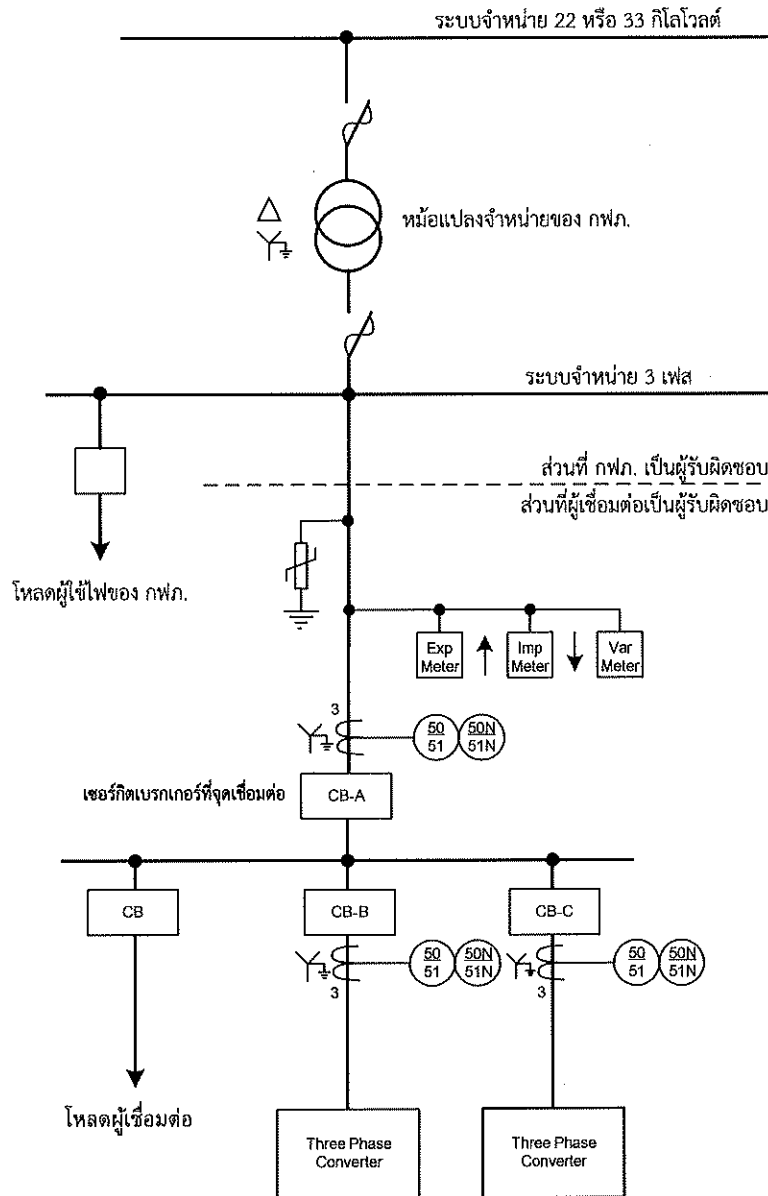 ระบบจำหน่าย 22 หรือ 33 กิโลโวลต์
หม้อแปลงจำหน่ายของ กฟภ.
ระบบจำหน่าย 3 เฟส
ส่วนที่ กฟภ. เป็นผู้รับผิดชอบ
ส่วนที่ผู้เชื่อมต่อเป็นผู้รับผิดชอบ
โหลดผู้ใช้ไฟของ กฟภ.
Exp
Meter
Imp
Meter
Var
Meter
3
50
51
50N
51N
เซอร์กิตเบรกเกอร์ที่จุดเชื่อมต่อ
CB-A
CB
CB-B
CB-C
50
51
50N
51N
3
50
51
50N
51N
3
โหลดผู้เชื่อมต่อ
Three Phase
Converter
Three Phase
Converter